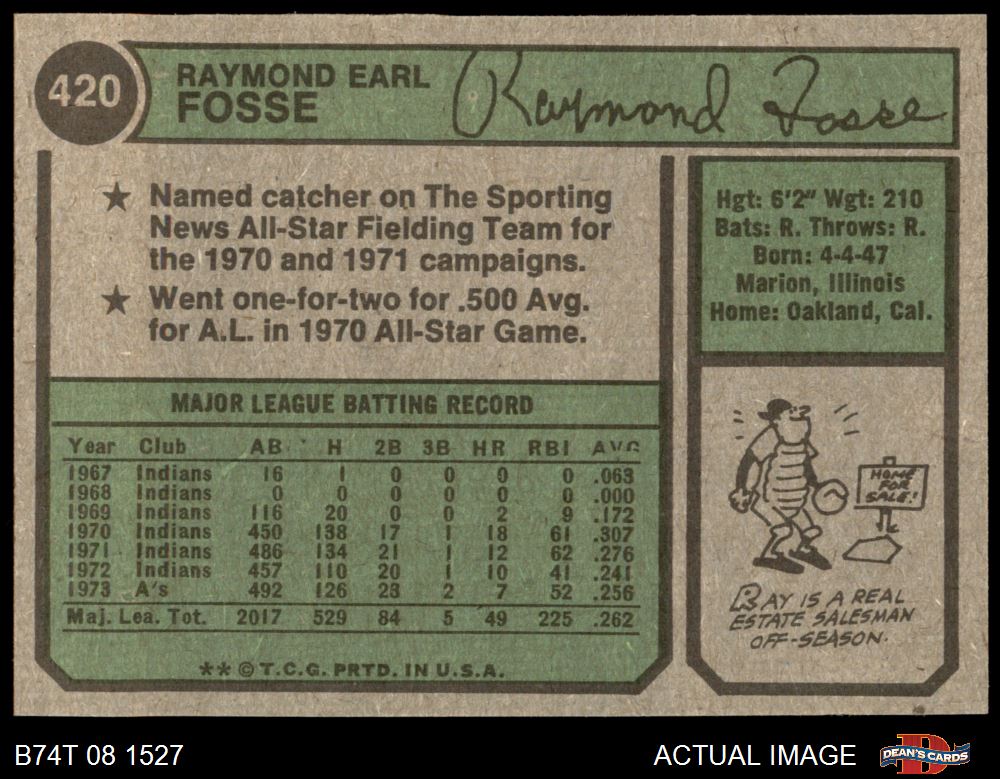 420
RAYMOND EARL
FOSSE
Raymond Fosse
★ Named catcher on The Sporting
News All-Star Fielding Team for
the 1970 and 1971 campaigns.
★ Went one-for-two for .500 Avg.
for A.L. in 1970 All-Star Game.
Hgt: 6'2" Wgt: 210
Bats: R. Throws: R.
Born: 4-4-47
Marion, Illinois
Home: Oakland, Cal.
MAJOR LEAGUE BATTING RECORD
Year Club AB H 2B 3B HR RBI AVG
1967 Indians 16 1 0 0 0 0 .063
1968 Indians 0 0 0 0 0 0 .000
1969 Indians 116 20 0 0 2 9 .172
1970 Indians 450 138 17 1 18 61 .307
1971 Indians 486 134 21 1 12 62 .276
1972 Indians 457 110 20 1 10 41 .241
1973 A's 492 126 23 2 7 52 .256
Maj. Lea. Tot. 2017 529 84 5 49 225 .262
**©T.C.G. PRTD. IN U.S.A.
HOME
FOR
SALE!
RAY IS A REAL
ESTATE SALESMAN
OFF-SEASON.
B74T 08 1527
ACTUAL IMAGE
DEAN'S CARDS